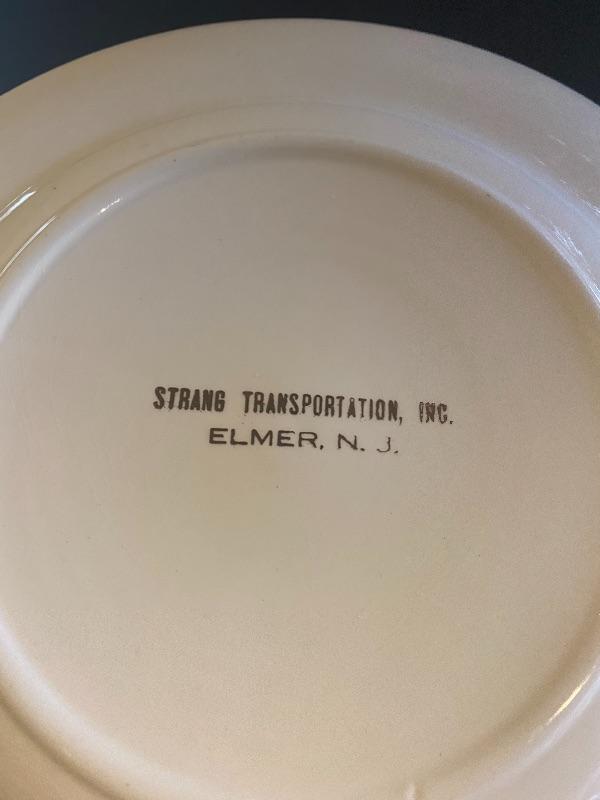 STRANG TRANSPORTATION, INC.
ELMER, N. J.